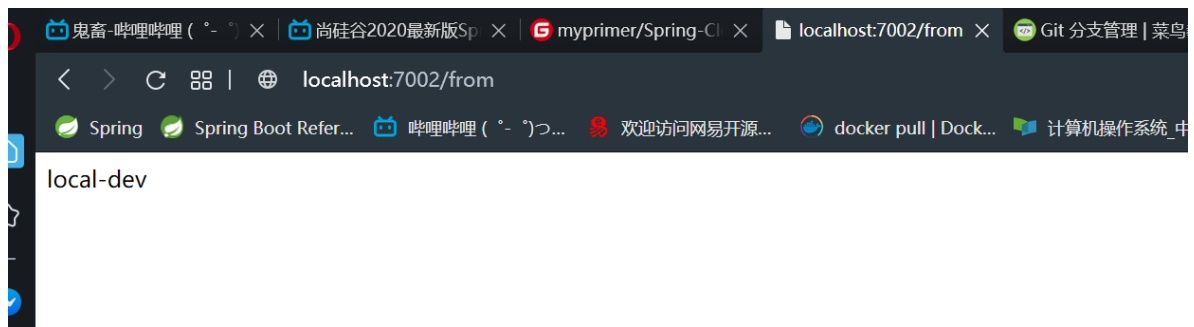 鬼畜-哔哩哔哩 ( ゜- ゜) 尚硅谷2020最新版Sp myprimer/Spring-Cl localhost:7002/from Git 分支管理 | 菜鸟
localhost:7002/from
Spring Spring Boot Refer... 哔哩哔哩 ( ゜- ゜)つ... 欢迎访问网易开源... docker pull | Dock... 计算机操作系统_中
local-dev